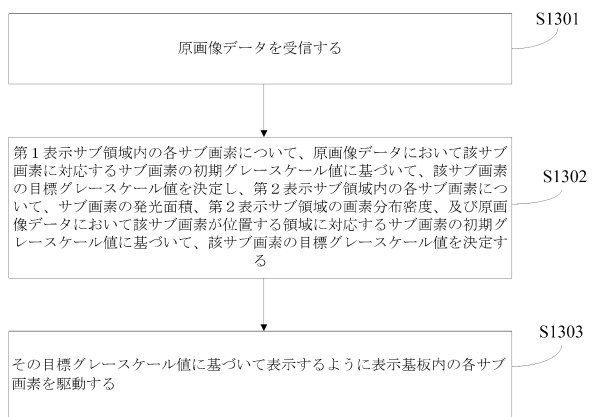 S1301
原画像データを受信する
第１表示サブ領域内の各サブ画素について、原画像データにおいて該サブ
画素に対応するサブ画素の初期グレースケール値に基づいて、該サブ画素
の目標グレースケール値を決定し、第２表示サブ領域内の各サブ画素につ
いて、サブ画素の発光面積、第２表示サブ領域の画素分布密度、及び原画
像データにおいて該サブ画素が位置する領域に対応するサブ画素の初期グ
レースケール値に基づいて、該サブ画素の目標グレースケール値を決定す
る
S1302
S1303
その目標グレースケール値に基づいて表示するように表示基板内の各サブ
画素を駆動する